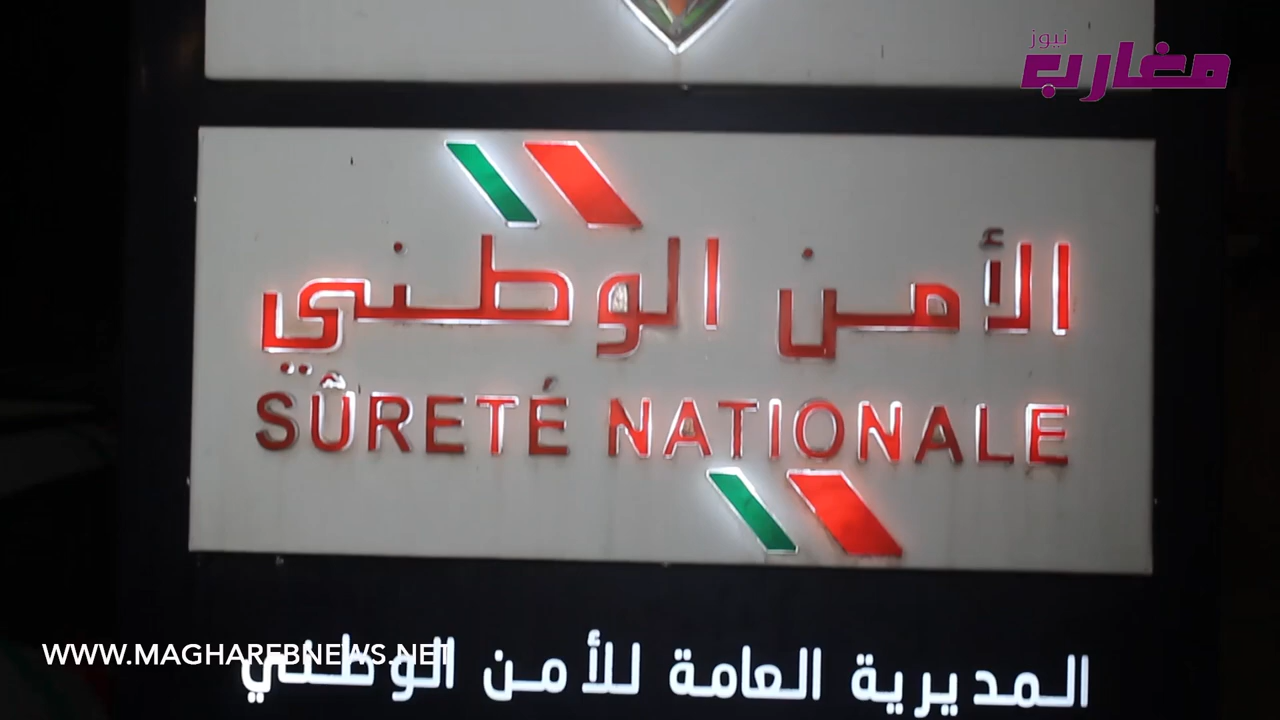 نيوز
مغارب
الأمن الوطني
SÛRETÉ NATIONALE
المديرية العامة للأمن الوطني
WWW.MAGHAREBNEWS.NET